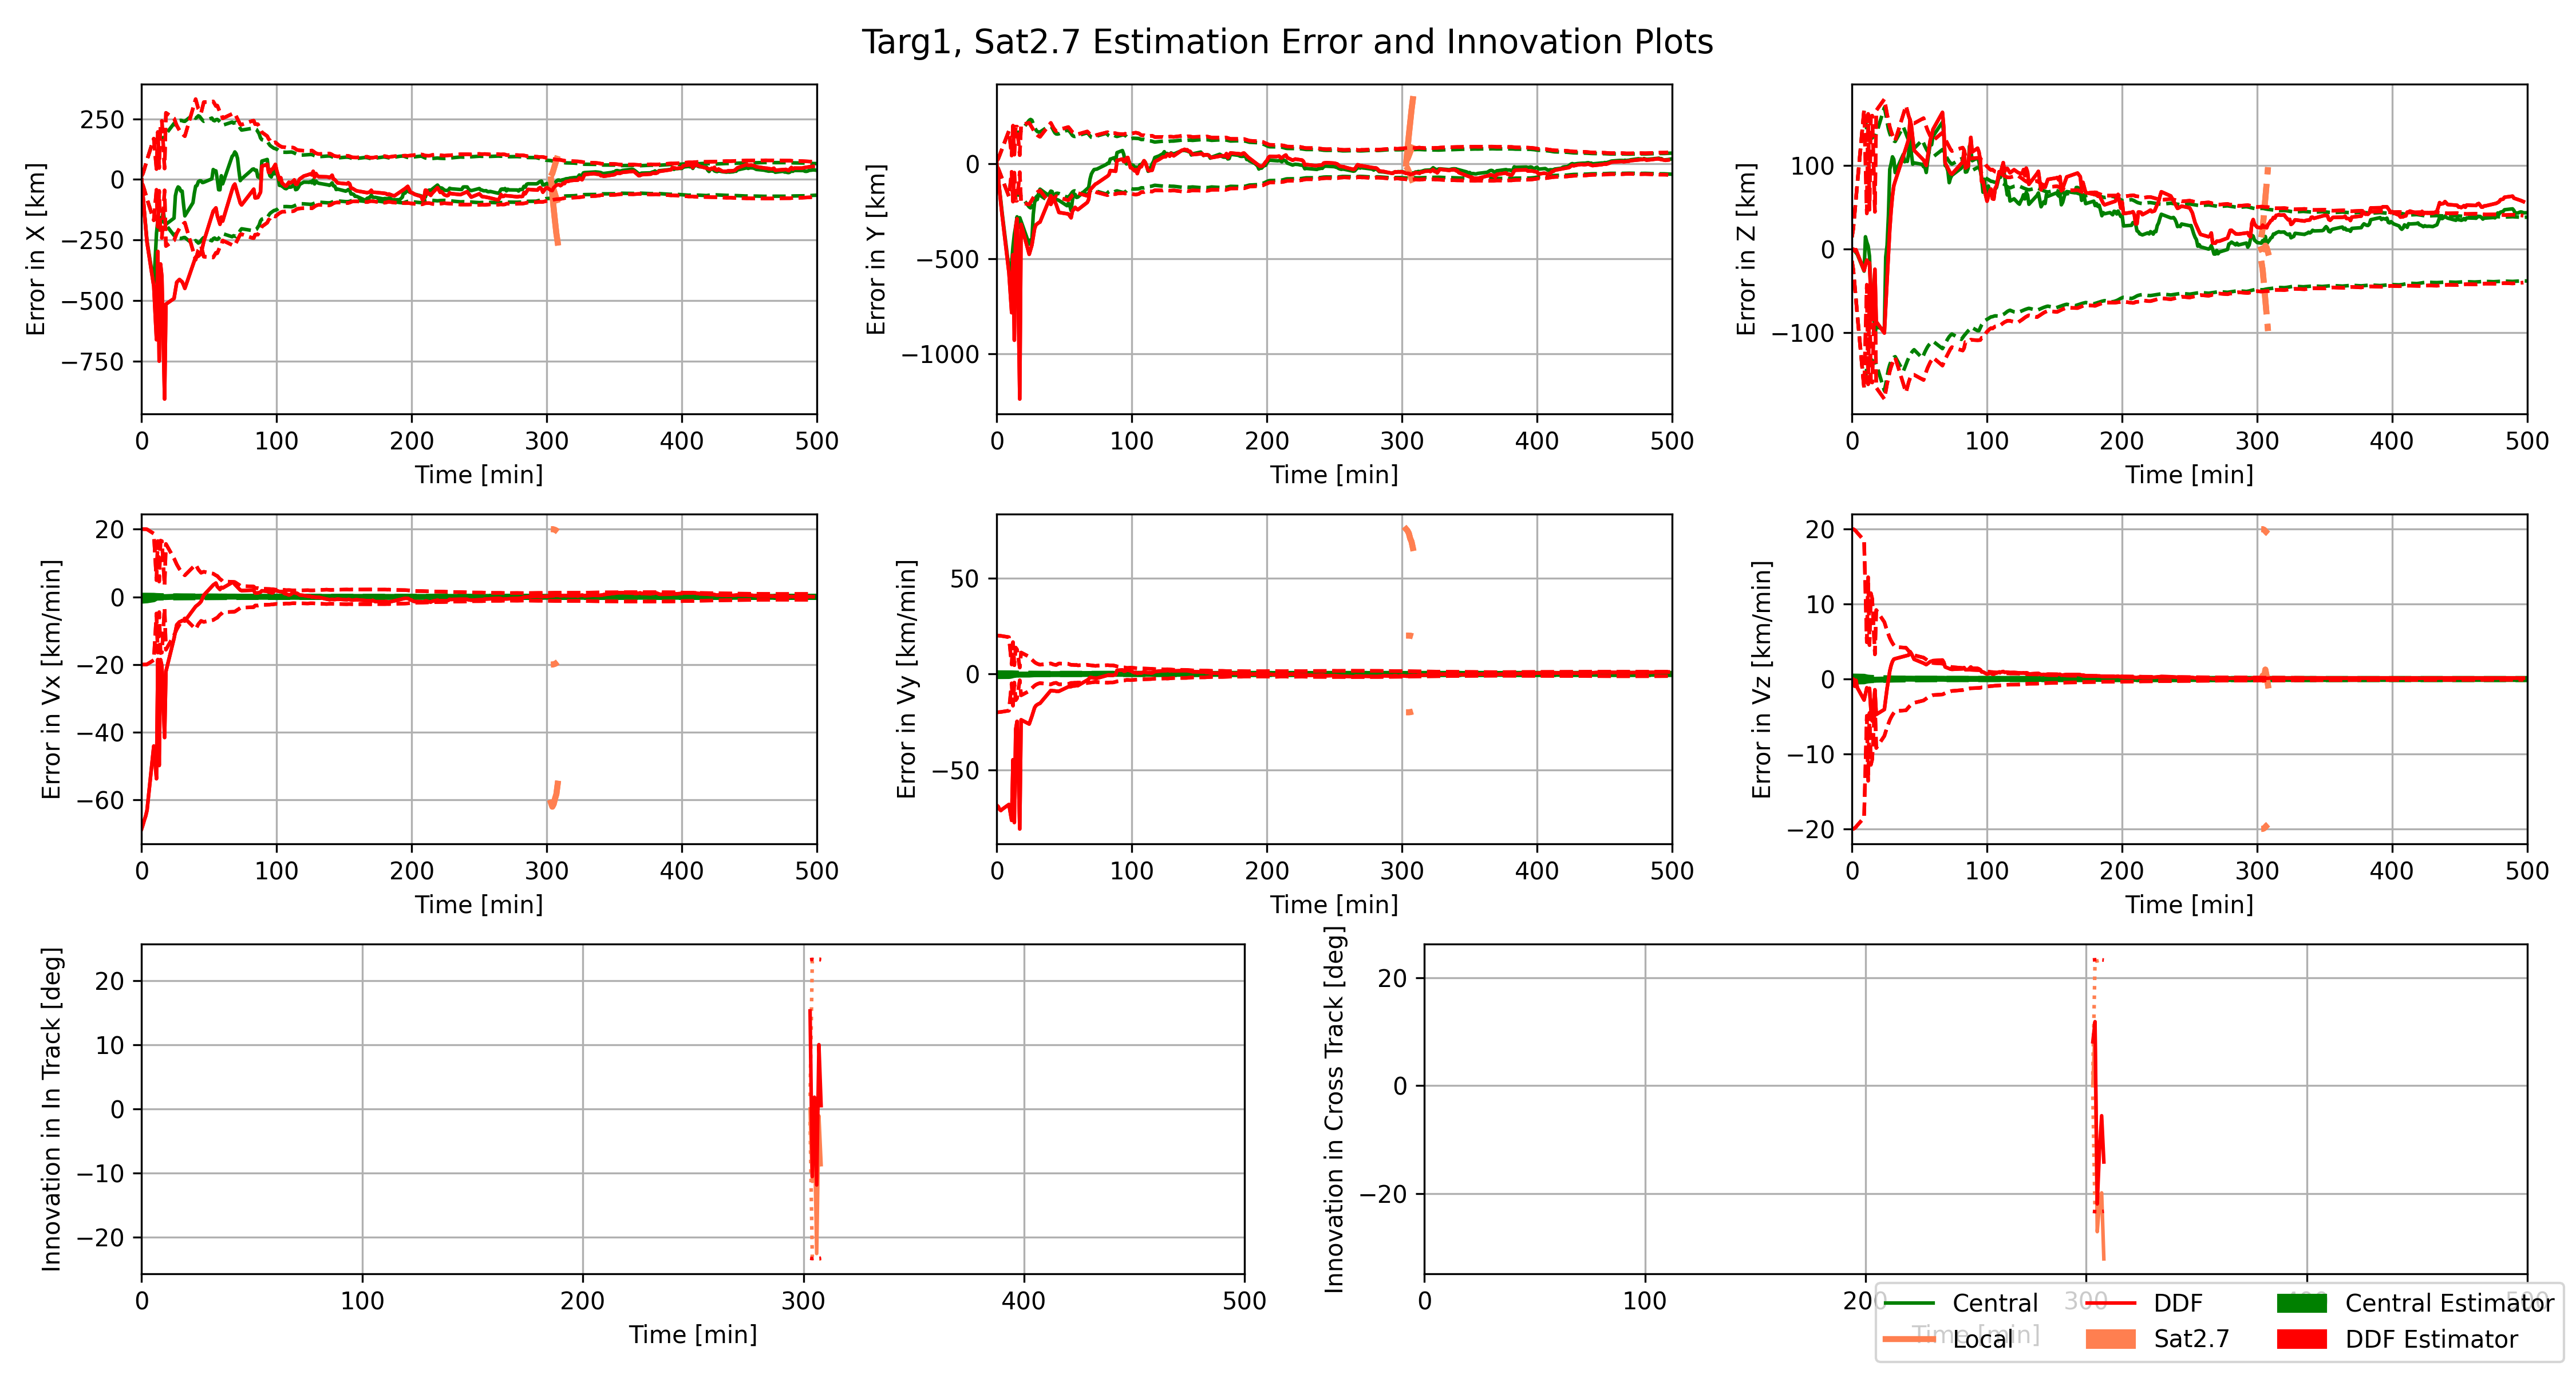 Targ1, Sat2.7 Estimation Error and Innovation Plots
Error in X [km]
250
0
−250
−500
−750
0 100 200 300 400 500
Time [min]
Error in Y [km]
0
−500
−1000
0 100 200 300 400 500
Time [min]
Error in Z [km]
100
0
−100
0 100 200 300 400 500
Time [min]
Error in Vx [km/min]
20
0
−20
−40
−60
0 100 200 300 400 500
Time [min]
Error in Vy [km/min]
50
0
−50
0 100 200 300 400 500
Time [min]
Error in Vz [km/min]
20
10
0
−10
−20
0 100 200 300 400 500
Time [min]
Innovation in In Track [deg]
20
10
0
−10
−20
0 100 200 300 400 500
Time [min]
Innovation in Cross Track [deg]
20
0
−20
0 100 200 300 400 500
Time [min]
Central DDF Central Estimator
Local Sat2.7 DDF Estimator